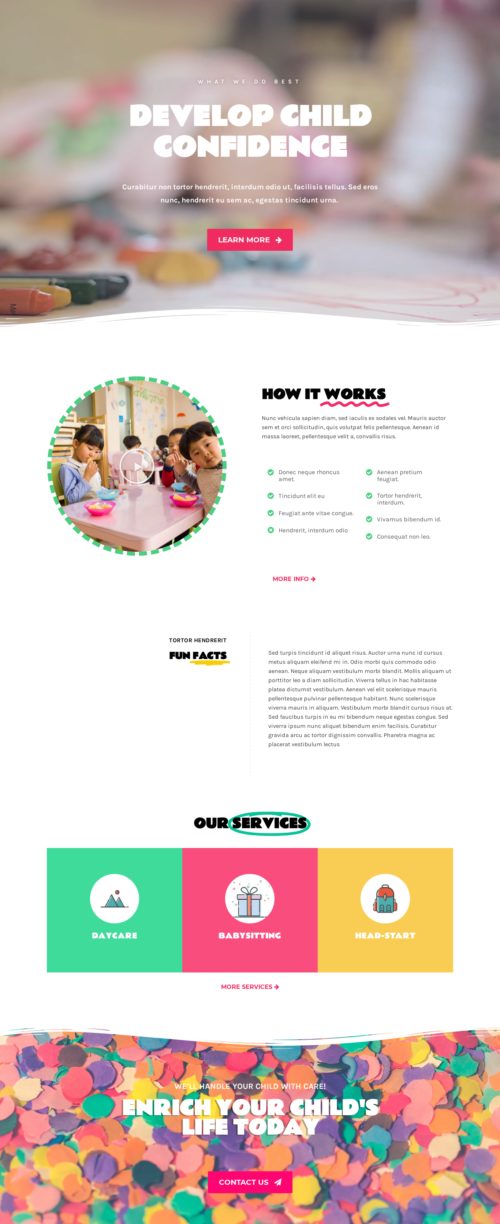 WHAT WE DO BEST
DEVELOP CHILD
CONFIDENCE
Curabitur non tortor hendrerit, interdum odio ut, facilisis tellus. Sed eros
nunc, hendrerit eu sem ac, egestas tincidunt urna.
LEARN MORE
HOW IT WORKS
Nunc vehicula sapien diam, sed iaculis ex sodales vel. Mauris auctor
sem et orci sollicitudin, quis volutpat felis pellentesque. Aenean id
massa laoreet, pellentesque velit a, convallis risus.
Donec neque rhoncus
amet.
Tincidunt elit eu
Feugiat ante vitae congue.
Hendrerit, interdum odio
Aenean pretium
feugiat.
Tortor hendrerit,
interdum.
Vivamus bibendum id.
Consequat non leo.
MORE INFO
TORTOR HENDRERIT
FUN FACTS
Sed turpis tincidunt id aliquet risus. Auctor urna nunc id cursus
metus aliquam eleifend mi in. Odio morbi quis commodo odio
aenean. Neque aliquam vestibulum morbi blandit. Mollis aliquam ut
porttitor leo a diam sollicitudin. Viverra tellus in hac habitasse
platea dictumst vestibulum. Aenean vel elit scelerisque mauris
pellentesque pulvinar pellentesque habitant. Nunc scelerisque
viverra mauris in aliquam. Vestibulum morbi blandit cursus risus at.
Sed faucibus turpis in eu mi bibendum neque egestas congue. Sed
viverra ipsum nunc aliquet bibendum enim facilisis. Curabitur
gravida arcu ac tortor dignissim convallis. Pharetra magna ac
placerat vestibulum lectus
OUR SERVICES
DAYCARE
BABYSITTING
HEAD-START
MORE SERVICES
WE'LL HANDLE YOUR CHILD WITH CARE!
ENRICH YOUR CHILD'S
LIFE TODAY
CONTACT US